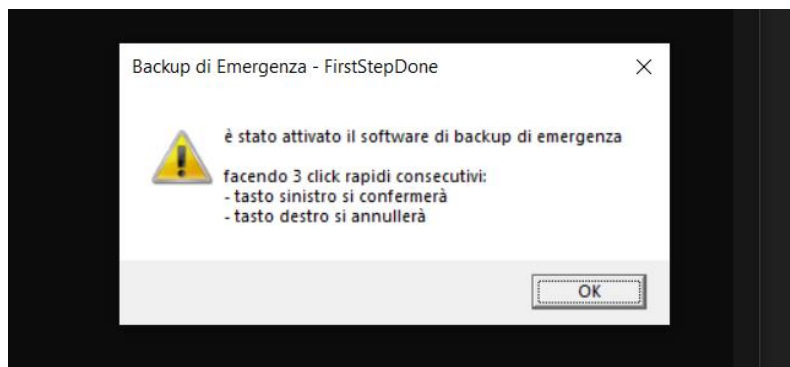 Backup di Emergenza - FirstStepDone
è stato attivato il software di backup di emergenza
facendo 3 click rapidi consecutivi:
- tasto sinistro si confermerà
- tasto destro si annullerà
OK